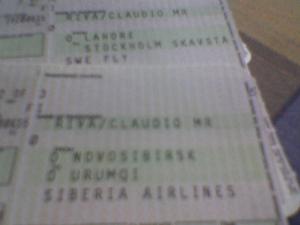 RIVA/CLAUDIO MR
O LAHORE
STOCKHOLM SKAVSTA
SWE FLY
RIVA/CLAUDIO MR
O NOVOSIBIRSK
O URUMQI
SIBERIA AIRLINES